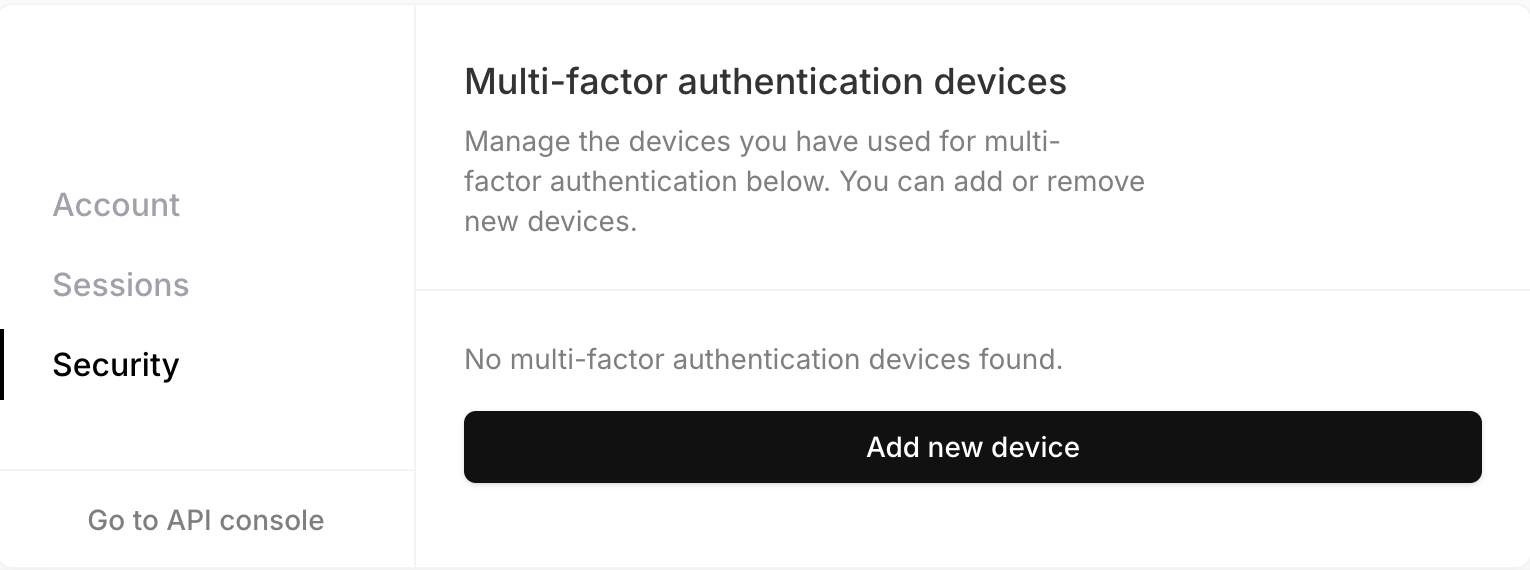 Account
Sessions
Security
Go to API console
Multi-factor authentication devices
Manage the devices you have used for multi-
factor authentication below. You can add or remove
new devices.
No multi-factor authentication devices found.
Add new device